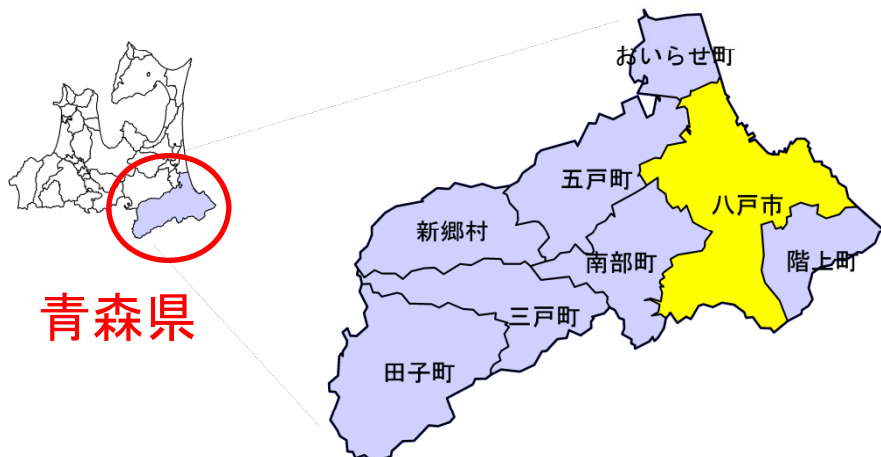 おいらせ町
五戸町
八戸市
新郷村
南部町
階上町
青森県
三戸町
田子町